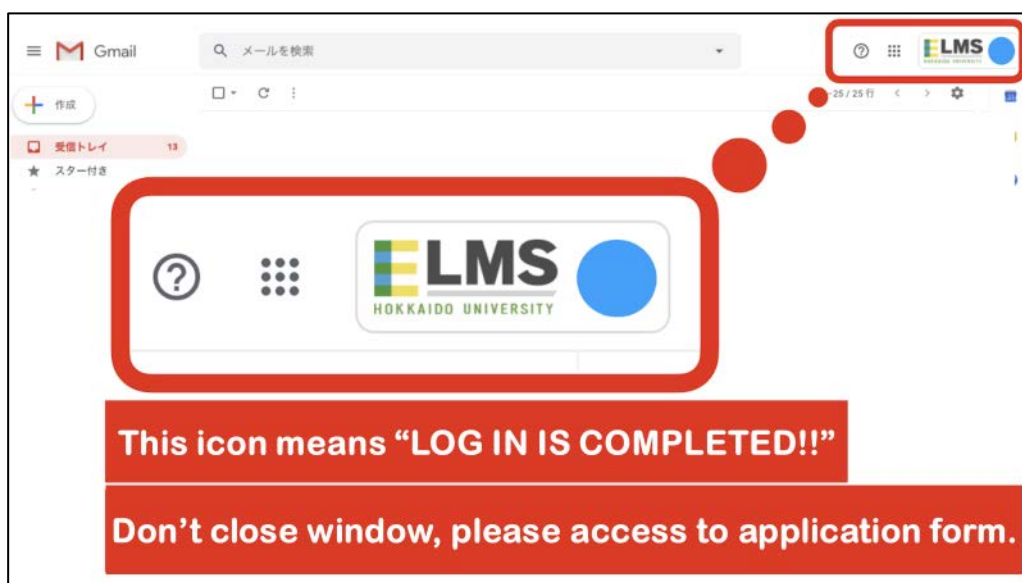 Gmail
メールを検索
ELMS
HOKKAIDO UNIVERSITY
作成
-25 / 25 行
受信トレイ 13
スター付き
ELMS
HOKKAIDO UNIVERSITY
This icon means “LOG IN IS COMPLETED!!”
Don’t close window, please access to application form.